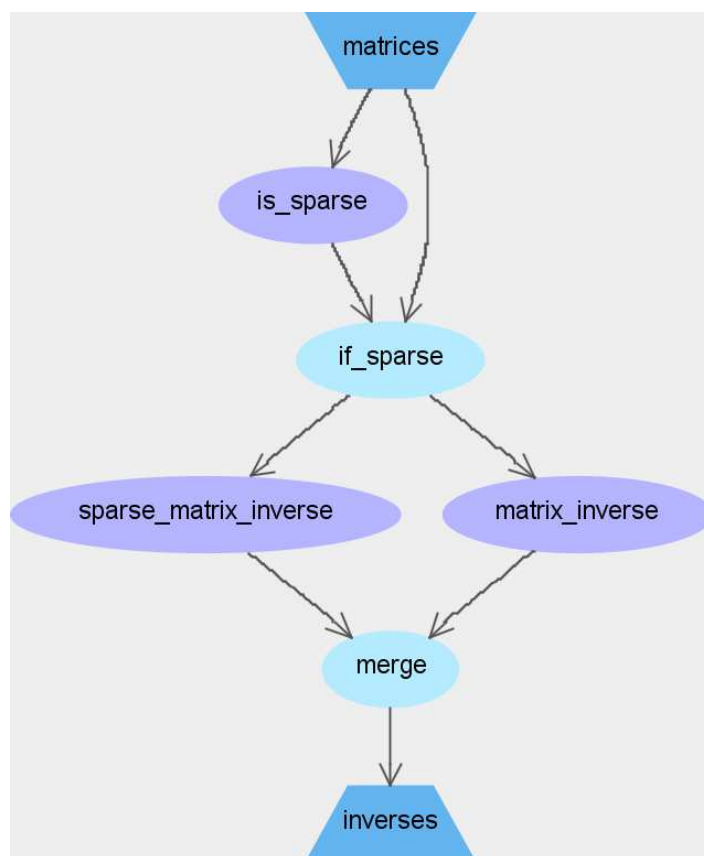 matrices
is_sparse
if_sparse
sparse_matrix_inverse
matrix_inverse
merge
inverses